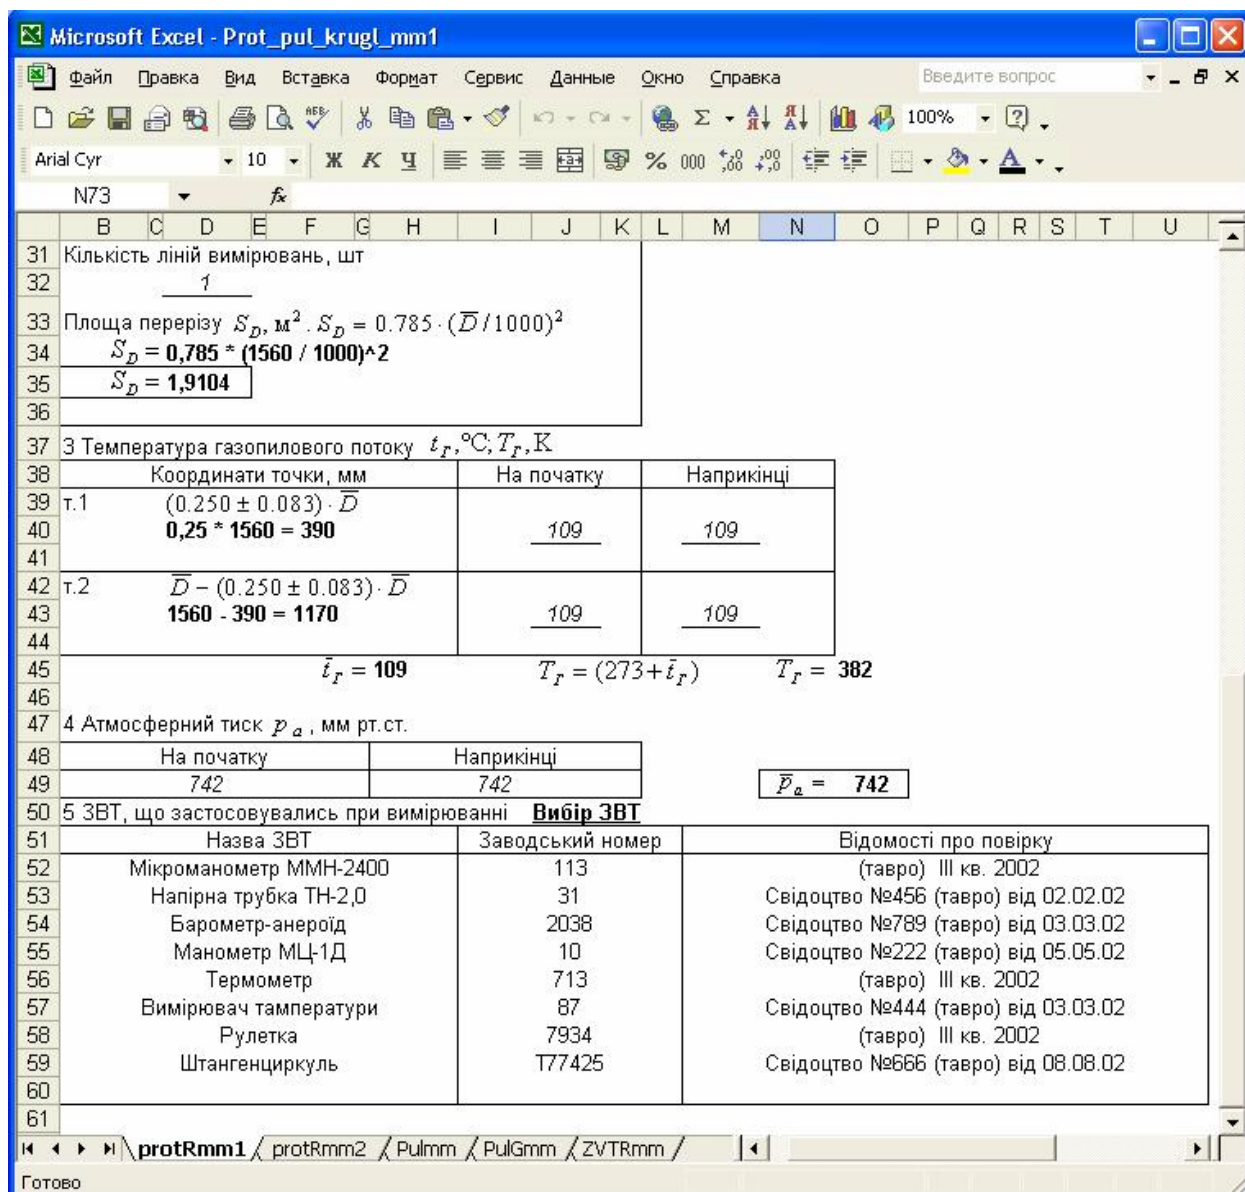 Microsoft Excel - Prot_pul_krugl_mm1
Файл Правка Вид Вставка Формат Сервис Данные Окно Справка Введите вопрос
100%
Arial Cyr 10 Ж К Ч % 000
N73 fx
B C D E F G H I J K L M N O P Q R S T U
31 Кількість ліній вимірювань, шт
32 1
33 Площа перерізу S_D, м². S_D = 0.785 · (D̅/1000)²
34 S_D = 0,785 * (1560 / 1000)^2
35 S_D = 1,9104
36
37 3 Температура газопилового потоку t_Г, °C; T_Г, K
38 Координати точки, мм На початку Наприкінці
39 т.1 (0.250 ± 0.083) · D̅
40 0,25 * 1560 = 390 109 109
41
42 т.2 D̅ − (0.250 ± 0.083) · D̅
43 1560 - 390 = 1170 109 109
44
45 t̅_Г = 109 T_Г = (273+t̅_Г) T_Г = 382
46
47 4 Атмосферний тиск p_a, мм рт.ст.
48 На початку Наприкінці
49 742 742 p̅_a = 742
50 5 ЗВТ, що застосовувались при вимірюванні Вибір ЗВТ
51 Назва ЗВТ Заводський номер Відомості про повірку
52 Мікроманометр ММН-2400 113 (тавро) III кв. 2002
53 Напірна трубка ТН-2,0 31 Свідоцтво №456 (тавро) від 02.02.02
54 Барометр-анероїд 2038 Свідоцтво №789 (тавро) від 03.03.02
55 Манометр МЦ-1Д 10 Свідоцтво №222 (тавро) від 05.05.02
56 Термометр 713 (тавро) III кв. 2002
57 Вимірювач тамператури 87 Свідоцтво №444 (тавро) від 03.03.02
58 Рулетка 7934 (тавро) III кв. 2002
59 Штангенциркуль Т77425 Свідоцтво №666 (тавро) від 08.08.02
60
61
protRmm1 protRmm2 Pulmm PulGmm ZVTRmm
Готово